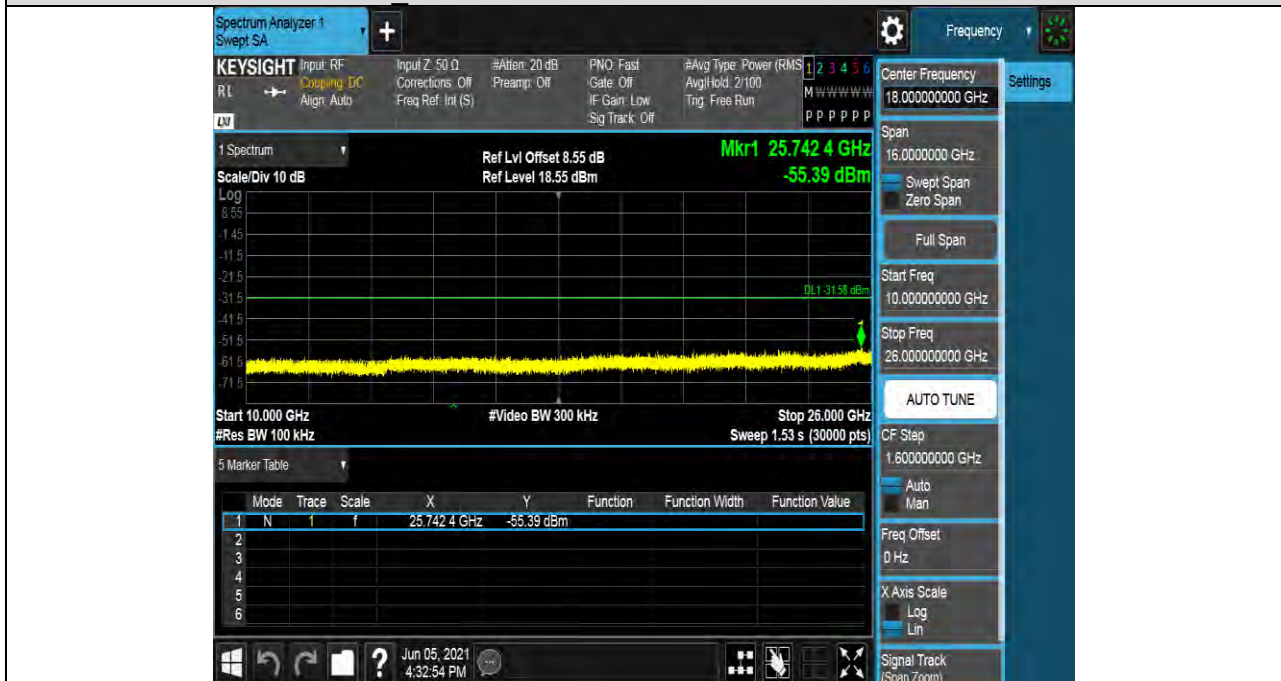 Spectrum Analyzer 1
Swept SA
+
Frequency
KEYSIGHT
RL
LXI
Input: RF
Coupling: DC
Align: Auto
Input Z: 50 Ω
Corrections: Off
Freq Ref: Int (S)
#Atten: 20 dB
Preamp: Off
PNO: Fast
Gate: Off
IF Gain: Low
Sig Track: Off
#Avg Type: Power (RMS
Avg|Hold: 2/100
Trig: Free Run
1 2 3 4 5 6
M W W W W W
P P P P P P
1 Spectrum
Scale/Div 10 dB
Ref Lvl Offset 8.55 dB
Ref Level 18.55 dBm
Mkr1 25.742 4 GHz
-55.39 dBm
Log
8.55
-1.45
-11.5
-21.5
-31.5
-41.5
-51.5
-61.5
-71.5
DL1 -31.58 dBm
1
Start 10.000 GHz
#Video BW 300 kHz
Stop 26.000 GHz
#Res BW 100 kHz
Sweep 1.53 s (30000 pts)
5 Marker Table
Mode Trace Scale X Y Function Function Width Function Value
1 N 1 f 25.742 4 GHz -55.39 dBm
2
3
4
5
6
?
Jun 05, 2021
4:32:54 PM
Center Frequency
18.000000000 GHz
Settings
Span
16.0000000 GHz
Swept Span
Zero Span
Full Span
Start Freq
10.000000000 GHz
Stop Freq
26.000000000 GHz
AUTO TUNE
CF Step
1.600000000 GHz
Auto
Man
Freq Offset
0 Hz
X Axis Scale
Log
Lin
Signal Track
(Span Zoom)